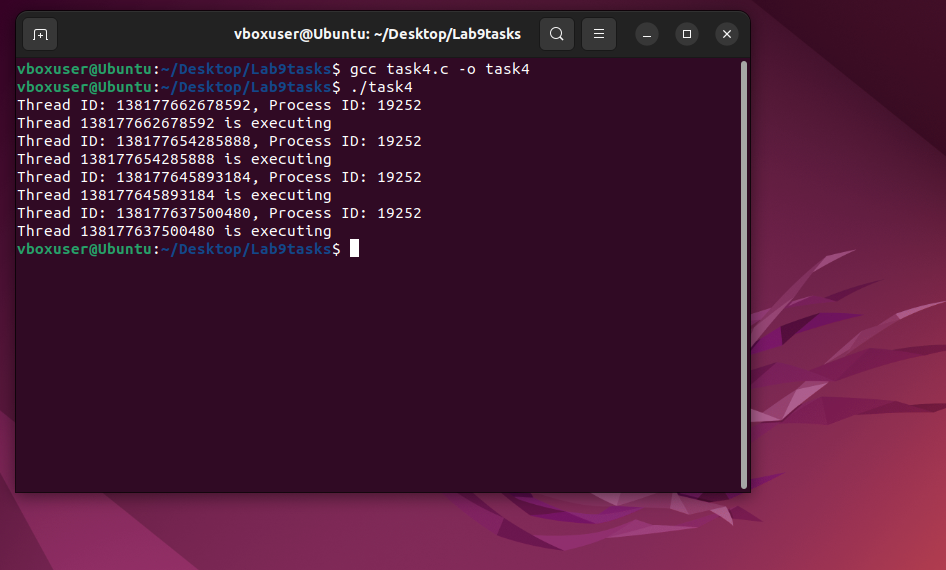 vboxuser@Ubuntu: ~/Desktop/Lab9tasks
vboxuser@Ubuntu:~/Desktop/Lab9tasks$ gcc task4.c -o task4
vboxuser@Ubuntu:~/Desktop/Lab9tasks$ ./task4
Thread ID: 138177662678592, Process ID: 19252
Thread 138177662678592 is executing
Thread ID: 138177654285888, Process ID: 19252
Thread 138177654285888 is executing
Thread ID: 138177645893184, Process ID: 19252
Thread 138177645893184 is executing
Thread ID: 138177637500480, Process ID: 19252
Thread 138177637500480 is executing
vboxuser@Ubuntu:~/Desktop/Lab9tasks$